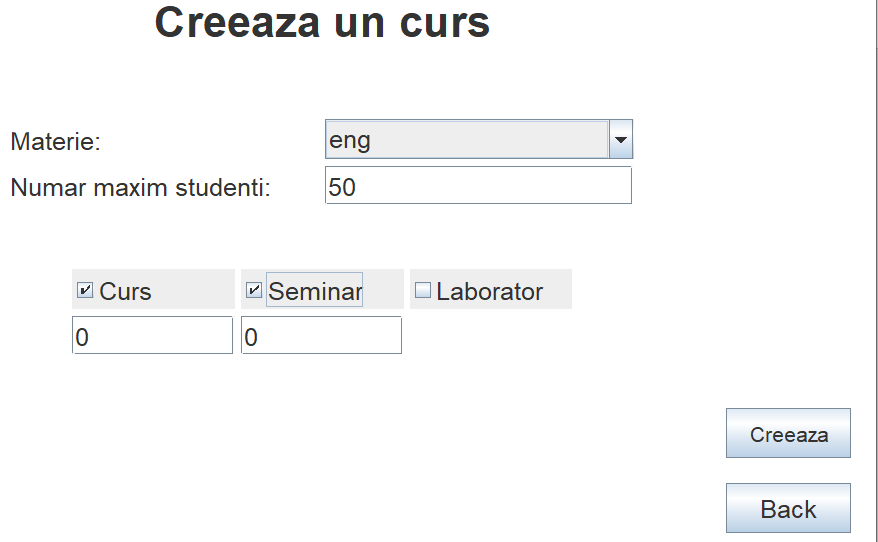 Creeaza un curs
Materie: eng
Numar maxim studenti: 50
Curs Seminar Laborator
0 0
Creeaza
Back